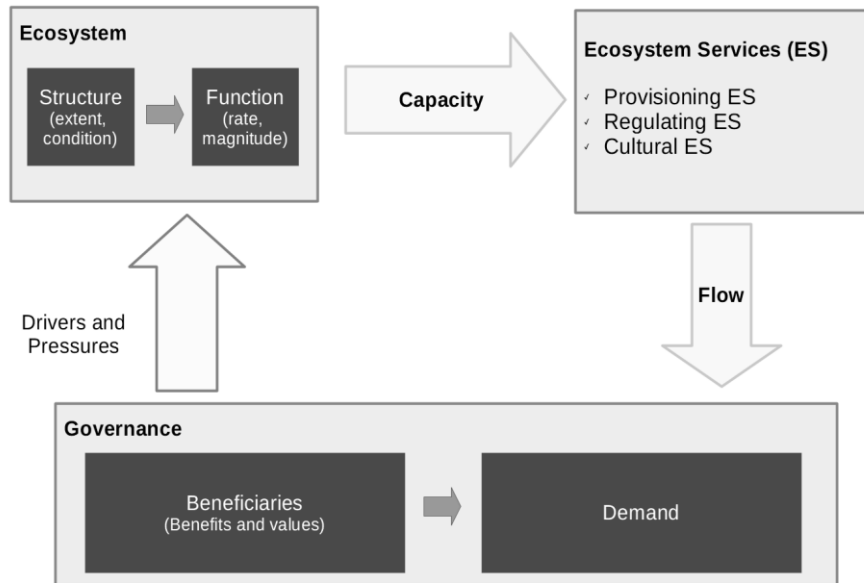 Ecosystem
Structure
(extent,
condition)
Function
(rate,
magnitude)
Capacity
Ecosystem Services (ES)
✓ Provisioning ES
✓ Regulating ES
✓ Cultural ES
Flow
Drivers and
Pressures
Governance
Beneficiaries
(Benefits and values)
Demand